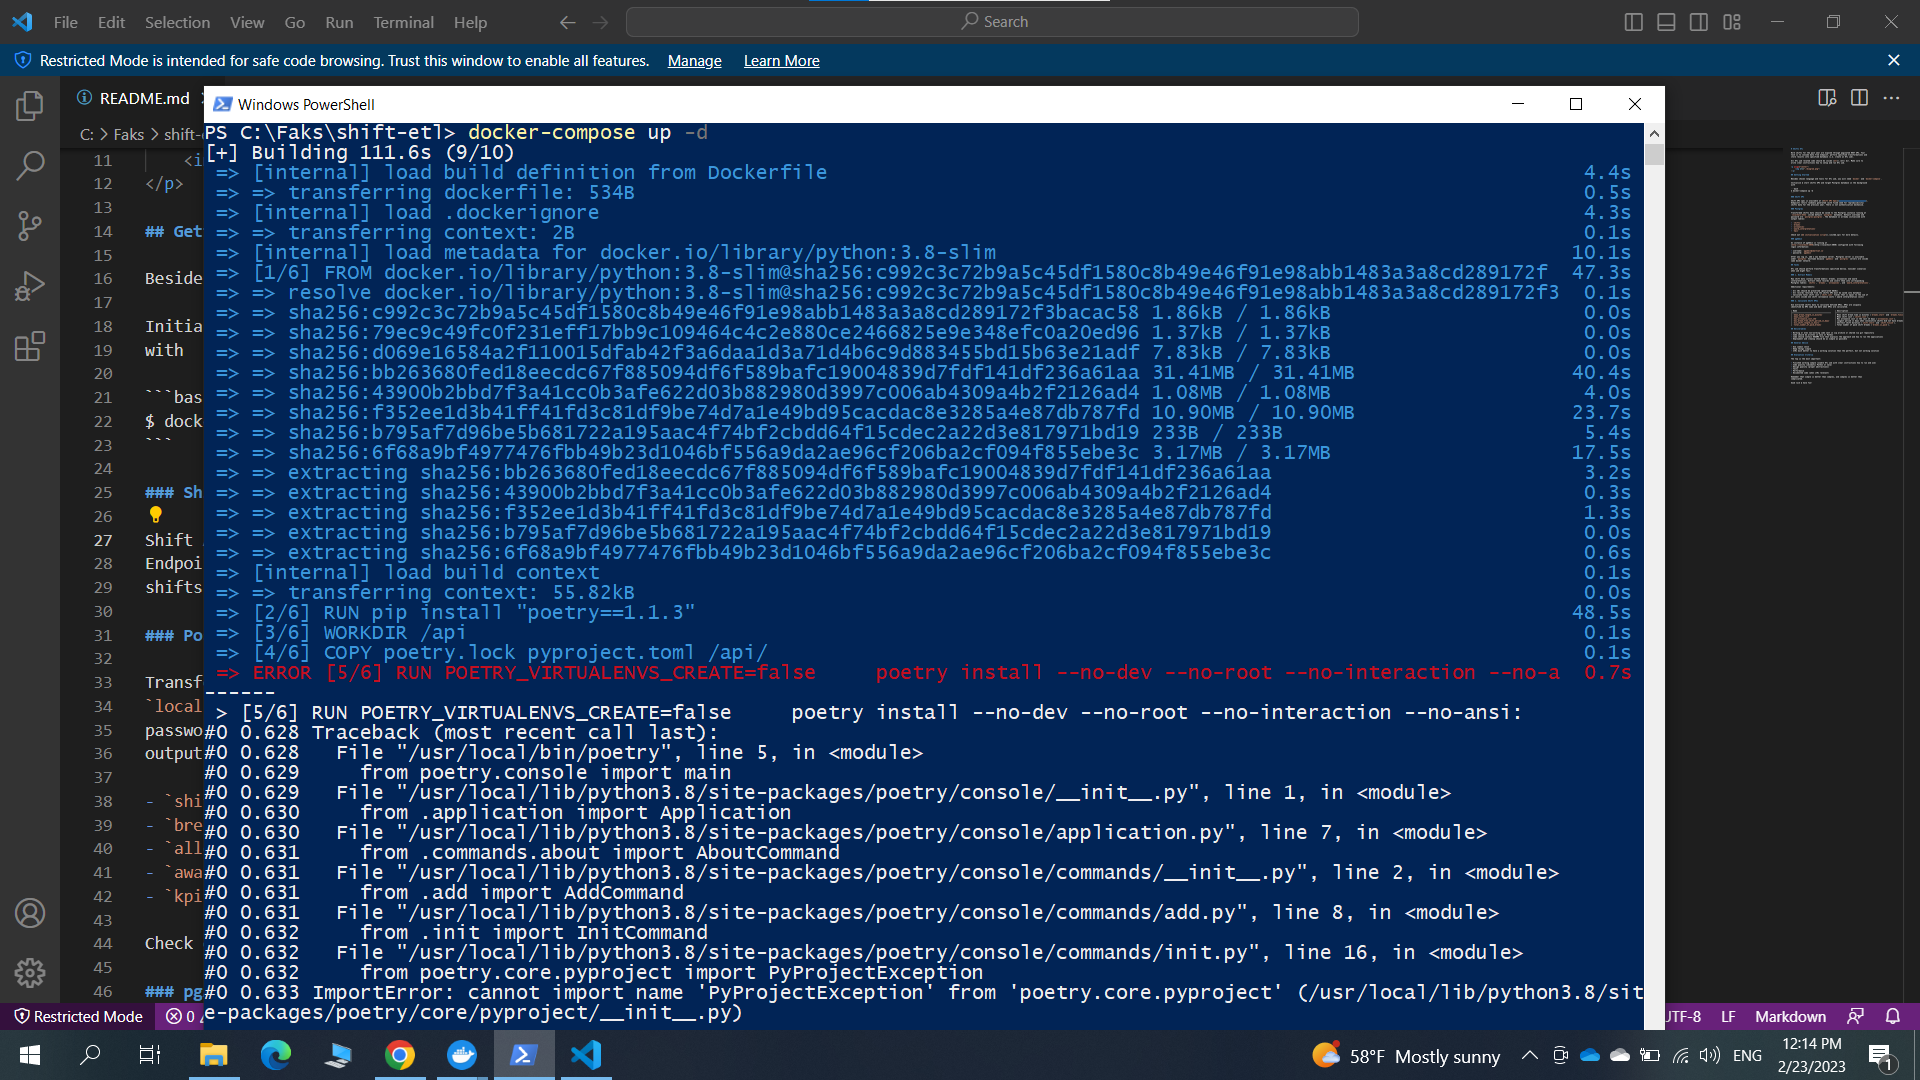 File Edit Selection View Go Run Terminal Help
Search
Restricted Mode is intended for safe code browsing. Trust this window to enable all features. Manage Learn More
README.md
C: > Faks > shift-
Windows PowerShell
PS C:\Faks\shift-etl> docker-compose up -d
[+] Building 111.6s (9/10)
=> [internal] load build definition from Dockerfile 4.4s
=> => transferring dockerfile: 534B 0.5s
=> [internal] load .dockerignore 4.3s
=> => transferring context: 2B 0.1s
=> [internal] load metadata for docker.io/library/python:3.8-slim 10.1s
=> [1/6] FROM docker.io/library/python:3.8-slim@sha256:c992c3c72b9a5c45df1580c8b49e46f91e98abb1483a3a8cd289172f 47.3s
=> => resolve docker.io/library/python:3.8-slim@sha256:c992c3c72b9a5c45df1580c8b49e46f91e98abb1483a3a8cd289172f3 0.1s
=> => sha256:c992c3c72b9a5c45df1580c8b49e46f91e98abb1483a3a8cd289172f3bacac58 1.86kB / 1.86kB 0.0s
=> => sha256:79ec9c49fc0f231eff17bb9c109464c4c2e880ce2466825e9e348efc0a20ed96 1.37kB / 1.37kB 0.0s
=> => sha256:d069e16584a2f110015dfab42f3a6daa1d3a71d4b6c9d883455bd15b63e21adf 7.83kB / 7.83kB 0.0s
=> => sha256:bb263680fed18eecdc67f885094df6f589bafc19004839d7fdf141df236a61aa 31.41MB / 31.41MB 40.4s
=> => sha256:43900b2bbd7f3a41cc0b3afe622d03b882980d3997c006ab4309a4b2f2126ad4 1.08MB / 1.08MB 4.0s
=> => sha256:f352ee1d3b41ff41fd3c81df9be74d7a1e49bd95cacdac8e3285a4e87db787fd 10.90MB / 10.90MB 23.7s
=> => sha256:b795af7d96be5b681722a195aac4f74bf2cbdd64f15cdec2a22d3e817971bd19 233B / 233B 5.4s
=> => sha256:6f68a9bf4977476fbb49b23d1046bf556a9da2ae96cf206ba2cf094f855ebe3c 3.17MB / 3.17MB 17.5s
=> => extracting sha256:bb263680fed18eecdc67f885094df6f589bafc19004839d7fdf141df236a61aa 3.2s
=> => extracting sha256:43900b2bbd7f3a41cc0b3afe622d03b882980d3997c006ab4309a4b2f2126ad4 0.3s
=> => extracting sha256:f352ee1d3b41ff41fd3c81df9be74d7a1e49bd95cacdac8e3285a4e87db787fd 1.3s
=> => extracting sha256:b795af7d96be5b681722a195aac4f74bf2cbdd64f15cdec2a22d3e817971bd19 0.0s
=> => extracting sha256:6f68a9bf4977476fbb49b23d1046bf556a9da2ae96cf206ba2cf094f855ebe3c 0.6s
=> [internal] load build context 0.1s
=> => transferring context: 55.82kB 0.0s
=> [2/6] RUN pip install "poetry==1.1.3" 48.5s
=> [3/6] WORKDIR /api 0.1s
=> [4/6] COPY poetry.lock pyproject.toml /api/ 0.1s
=> ERROR [5/6] RUN POETRY_VIRTUALENVS_CREATE=false poetry install --no-dev --no-root --no-interaction --no-a 0.7s
------
> [5/6] RUN POETRY_VIRTUALENVS_CREATE=false poetry install --no-dev --no-root --no-interaction --no-ansi:
#0 0.628 Traceback (most recent call last):
#0 0.628 File "/usr/local/bin/poetry", line 5, in <module>
#0 0.629 from poetry.console import main
#0 0.629 File "/usr/local/lib/python3.8/site-packages/poetry/console/__init__.py", line 1, in <module>
#0 0.630 from .application import Application
#0 0.630 File "/usr/local/lib/python3.8/site-packages/poetry/console/application.py", line 7, in <module>
#0 0.631 from .commands.about import AboutCommand
#0 0.631 File "/usr/local/lib/python3.8/site-packages/poetry/console/commands/__init__.py", line 2, in <module>
#0 0.631 from .add import AddCommand
#0 0.631 File "/usr/local/lib/python3.8/site-packages/poetry/console/commands/add.py", line 8, in <module>
#0 0.632 from .init import InitCommand
#0 0.632 File "/usr/local/lib/python3.8/site-packages/poetry/console/commands/init.py", line 16, in <module>
#0 0.632 from poetry.core.pyproject import PyProjectException
#0 0.633 ImportError: cannot import name 'PyProjectException' from 'poetry.core.pyproject' (/usr/local/lib/python3.8/sit
e-packages/poetry/core/pyproject/__init__.py)
11 <i
12 </p>
13
14 ## Get
15
16 Beside
17
18 Initia
19 with
20
21 ```bas
22 $ dock
23 ```
24
25 ### Sh
26
27 Shift
28 Endpoi
29 shifts
30
31 ### Po
32
33 Transf
34 `local
35 passwo
36 output
37
38 - `shi
39 - `bre
40 - `all
41 - `awa
42 - `kpi
43
44 Check
45
46 ### pg
Restricted Mode 0 UTF-8 LF Markdown
58°F Mostly sunny ENG 12:14 PM
2/23/2023
1